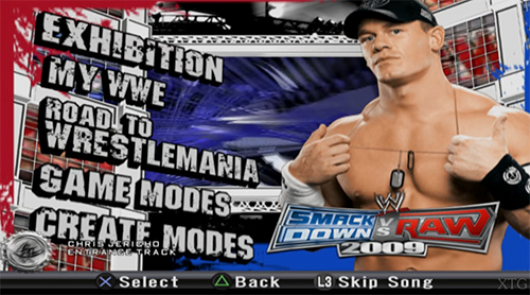 EXHIBITION
MY WWE
ROAD TO
WRESTLEMANIA
GAME MODES
CREATE MODES
CHRIS JERICHO
ENTRANCE TRACK
W
SMACK
DOWN VS RAW
2009
Select Back L3 Skip Song
XTC